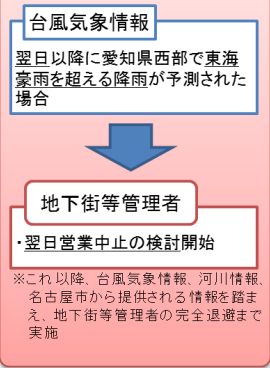 台風気象情報
翌日以降に愛知県西部で東海
豪雨を超える降雨が予測された
場合
地下街等管理者
・翌日営業中止の検討開始
※これ以降、台風気象情報、河川情報、
名古屋市から提供される情報を踏ま
え、地下街等管理者の完全退避まで
実施